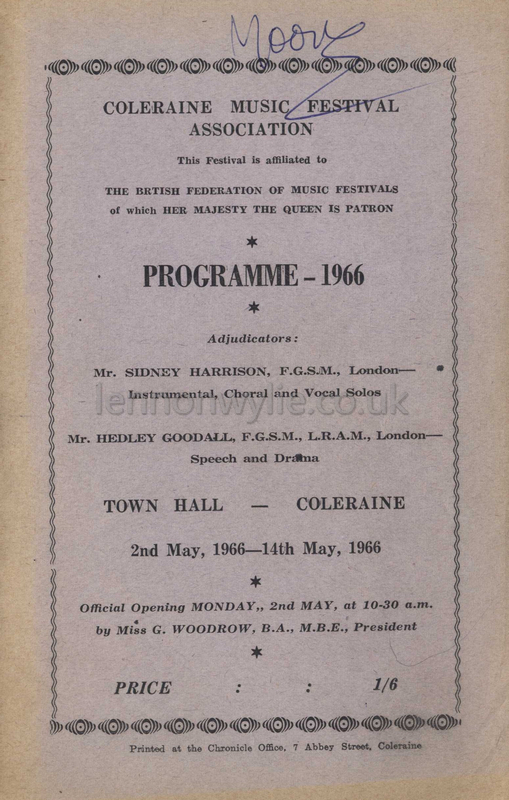 Moore
COLERAINE MUSIC FESTIVAL
ASSOCIATION
This Festival is affiliated to
THE BRTISH FEDERATION OF MUSIC FESTIVALS
of which HER MAJESTY THE QUEEN IS PATRON
PROGRAMME - 1966
Adjudicators:
Mr. SIDNEY HARRISON, F.G.S.M., London—
Instrumental, Choral and Vocal Solos
lennonwylie.co.uk
Mr. HEDLEY GOODALL, F.G.S.M., L.R.A.M., London—
Speech and Drama
TOWN HALL — COLERAINE
2nd May, 1966—14th May, 1966
Official Opening MONDAY,, 2nd MAY, at 10-30 a.m.
by Miss G. WOODROW, B.A., M.B.E., President
PRICE : : 1/6
Printed at the Chronicle Office, 7 Abbey Street, Coleraine